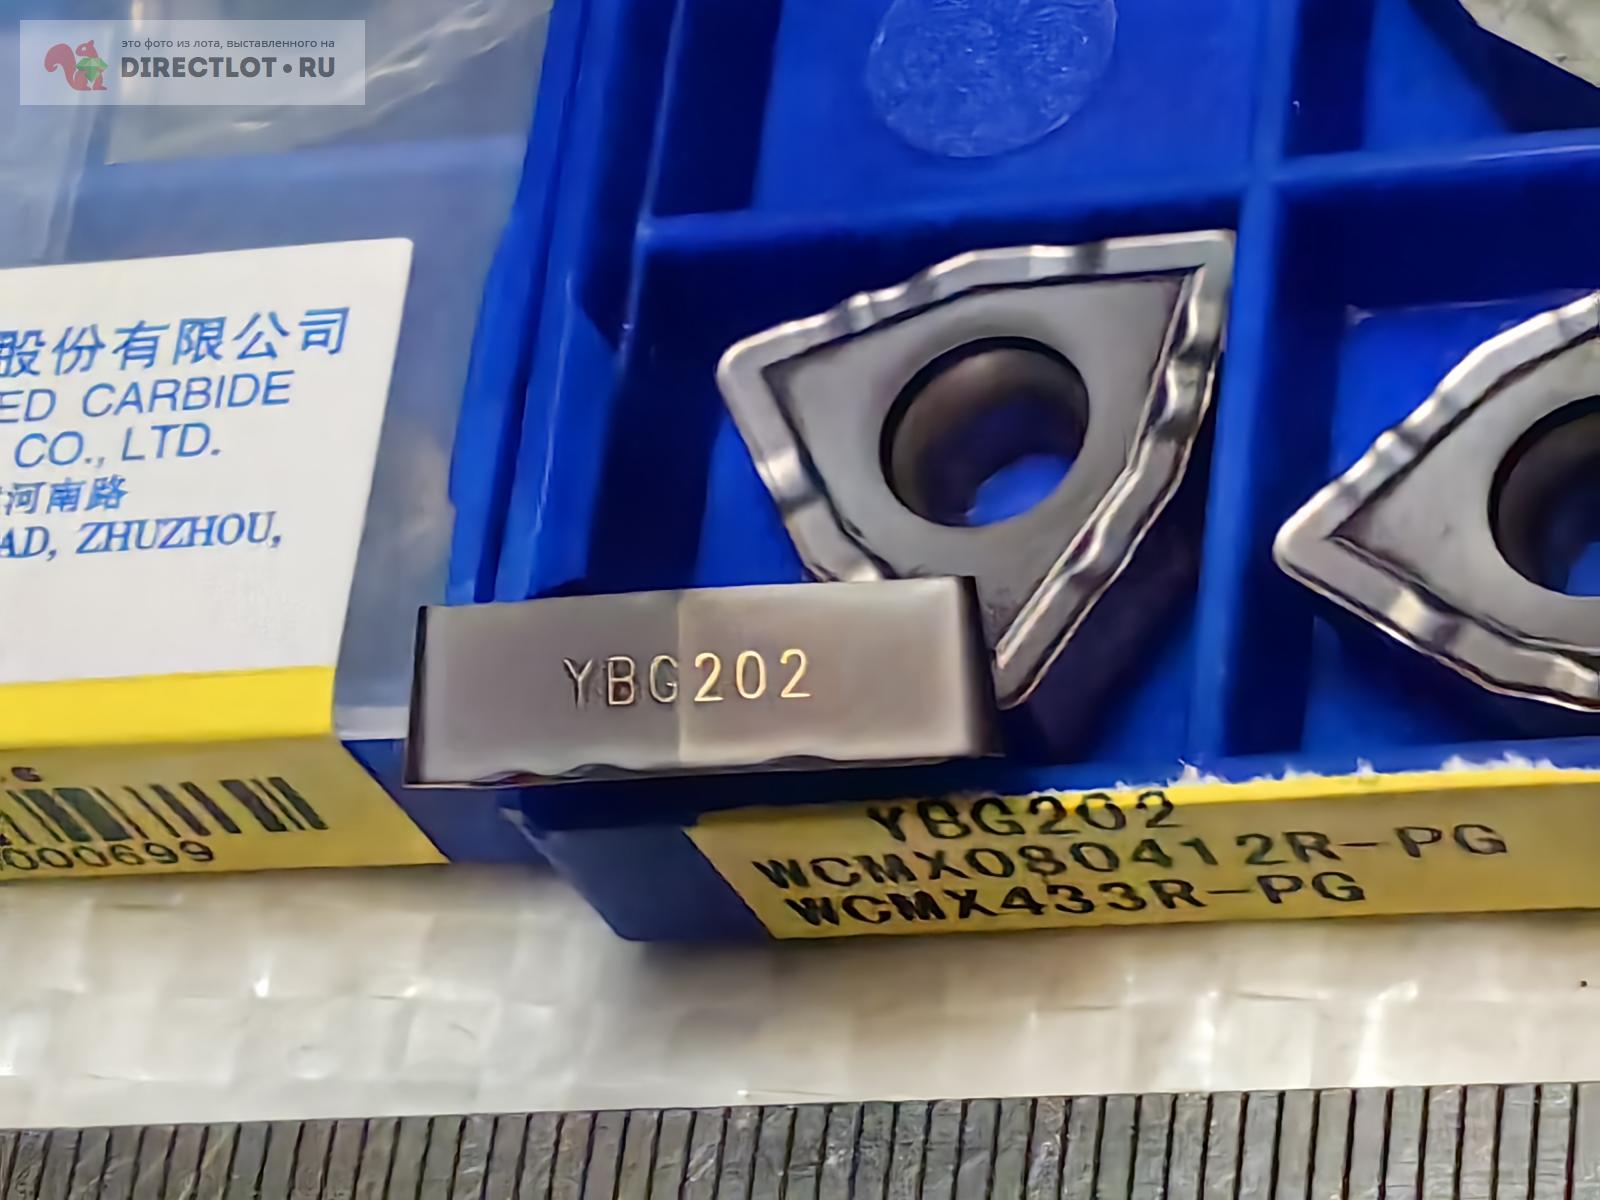 это фото из лота, выставленного на
DIRECTLOT•RU
股份有限公司
ED CARBIDE
CO., LTD.
河南路
AD, ZHUZHOU,
000699
YBG202
YBG202
WCMX080412R-PG
WCMX433R-PG